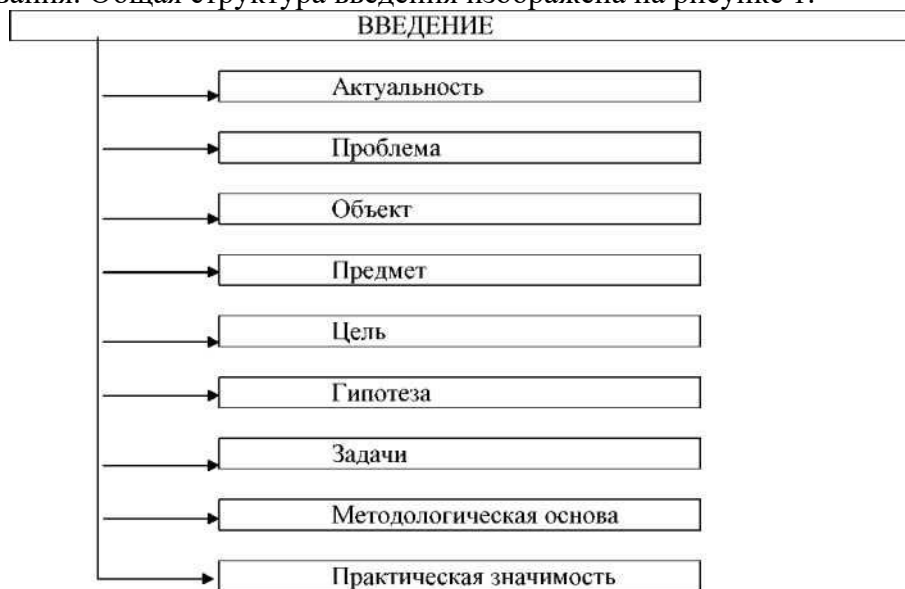 вания. Общая структура введения изображена на рисунке 1.
ВВЕДЕНИЕ
Актуальность
Проблема
Объект
Предмет
Цель
Гипотеза
Задачи
Методологическая основа
Практическая значимость